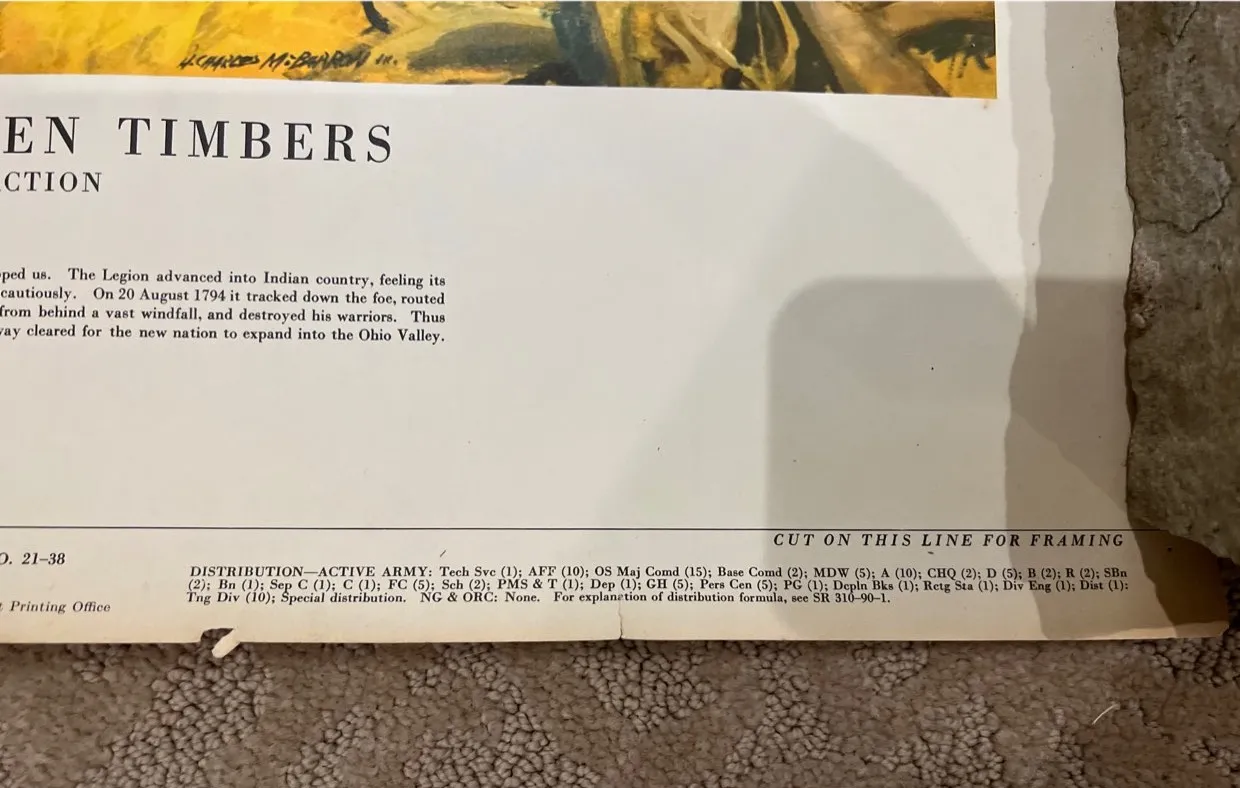 H. CHARLES McBARRON JR.
EN TIMBERS
CTION
ped us. The Legion advanced into Indian country, feeling its
cautiously. On 20 August 1794 it tracked down the foe, routed
from behind a vast windfall, and destroyed his warriors. Thus
ay cleared for the new nation to expand into the Ohio Valley.
CUT ON THIS LINE FOR FRAMING
O. 21–38
DISTRIBUTION—ACTIVE ARMY: Tech Svc (1); AFF (10); OS Maj Comd (15); Base Comd (2); MDW (5); A (10); CHQ (2); D (5); B (2); R (2); SBn
(2); Bn (1); Sep C (1); C (1); FC (5); Sch (2); PMS & T (1); Dep (1); GH (5); Pers Cen (5); PG (1); Dspln Bks (1); Rctg Sta (1); Div Eng (1); Dist (1):
Tng Div (10); Special distribution. NG & ORC: None. For explanation of distribution formula, see SR 310–90–1.
t Printing Office